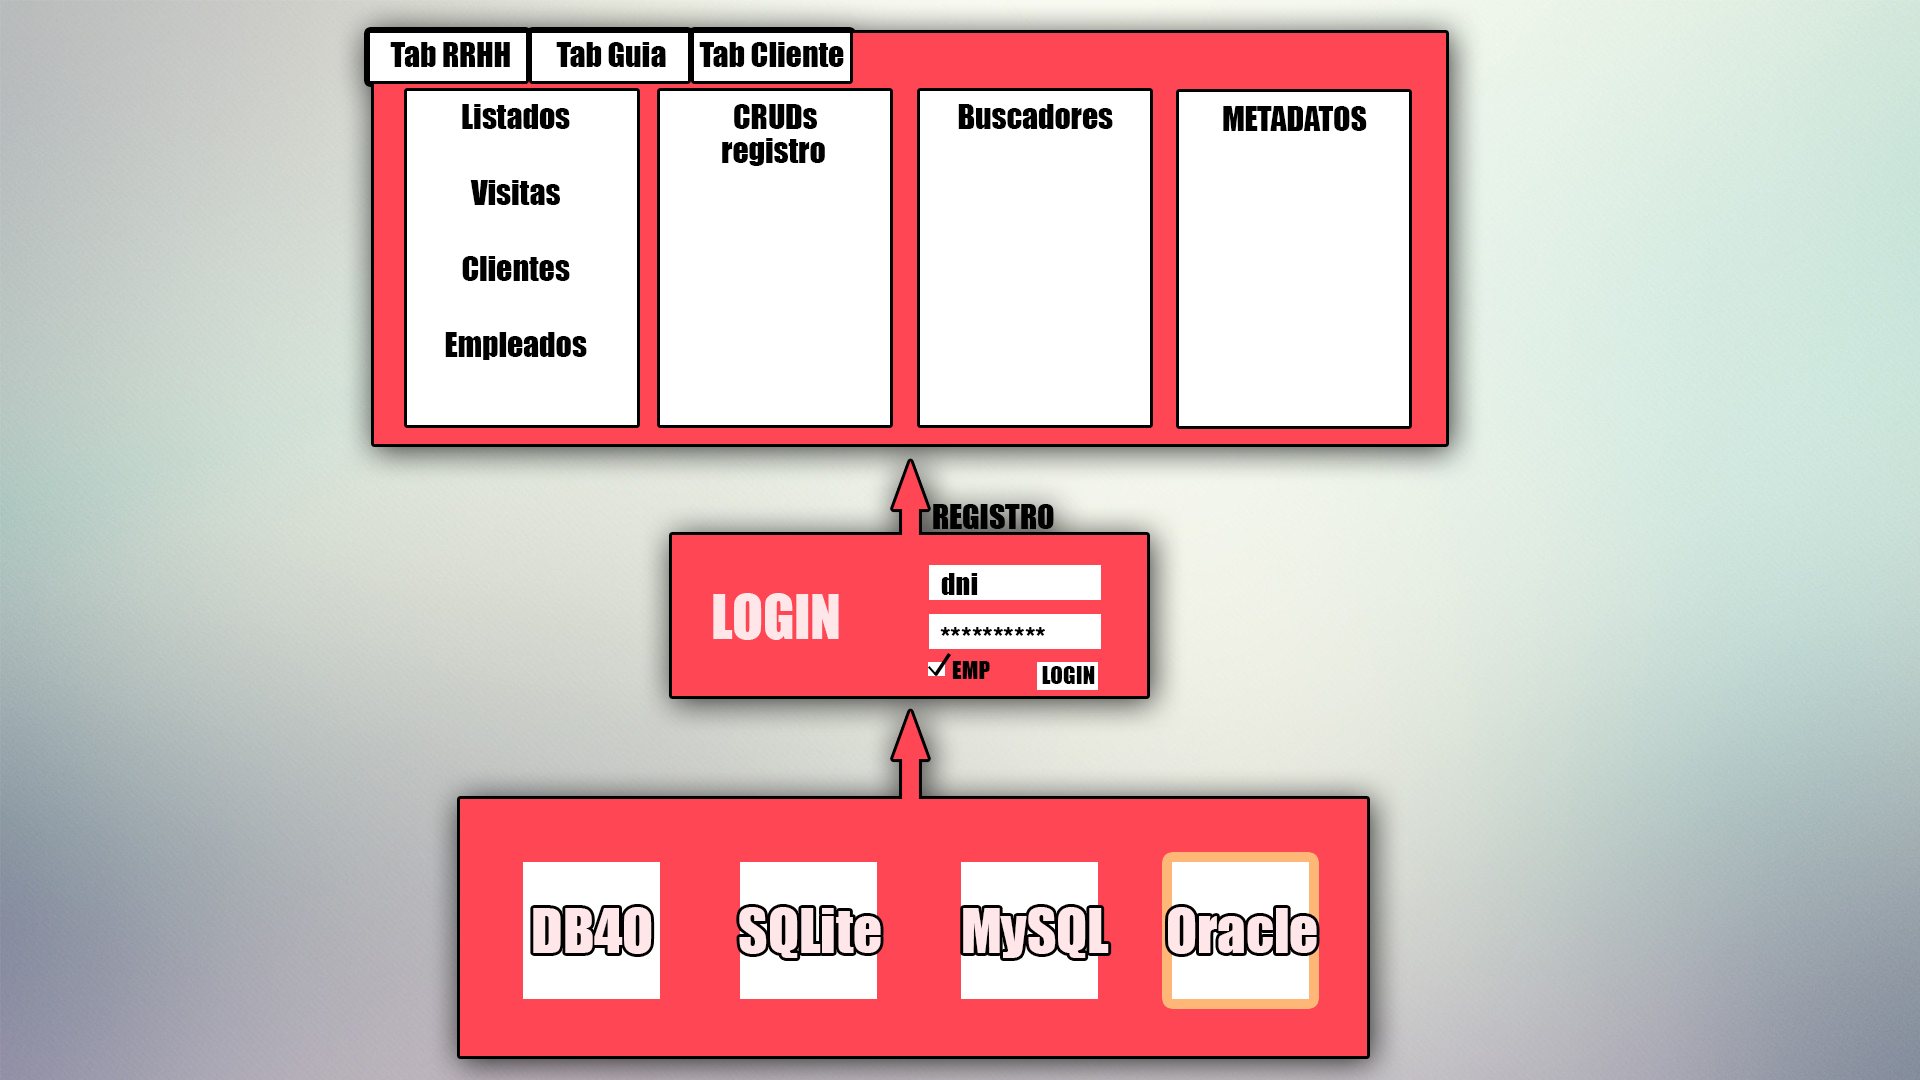 Tab RRHH
Tab Guia
Tab Cliente
Listados
Visitas
Clientes
Empleados
CRUDs
registro
Buscadores
METADATOS
REGISTRO
LOGIN
dni
**********
EMP
LOGIN
DB4O
SQLite
MySQL
Oracle